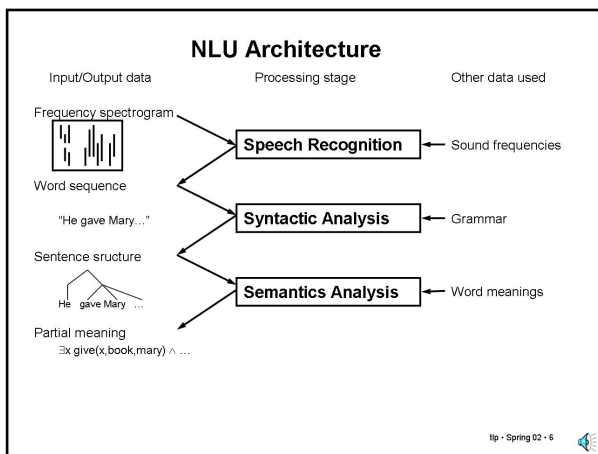 NLU Architecture
Input/Output data Processing stage Other data used
Frequency spectrogram
Speech Recognition Sound frequencies
Word sequence
"He gave Mary…"
Syntactic Analysis Grammar
Sentence sructure
He gave Mary …
Semantics Analysis Word meanings
Partial meaning
∃x give(x,book,mary) ∧ …
tlp • Spring 02 • 6